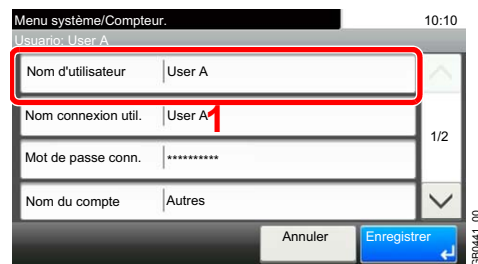 Menu système/Compteur. 10:10
Usuario: User A
Nom d'utilisateur User A
Nom connexion util. User A
1
1/2
Mot de passe conn. **********
Nom du compte Autres
Annuler Enregistrer
GB0441_00